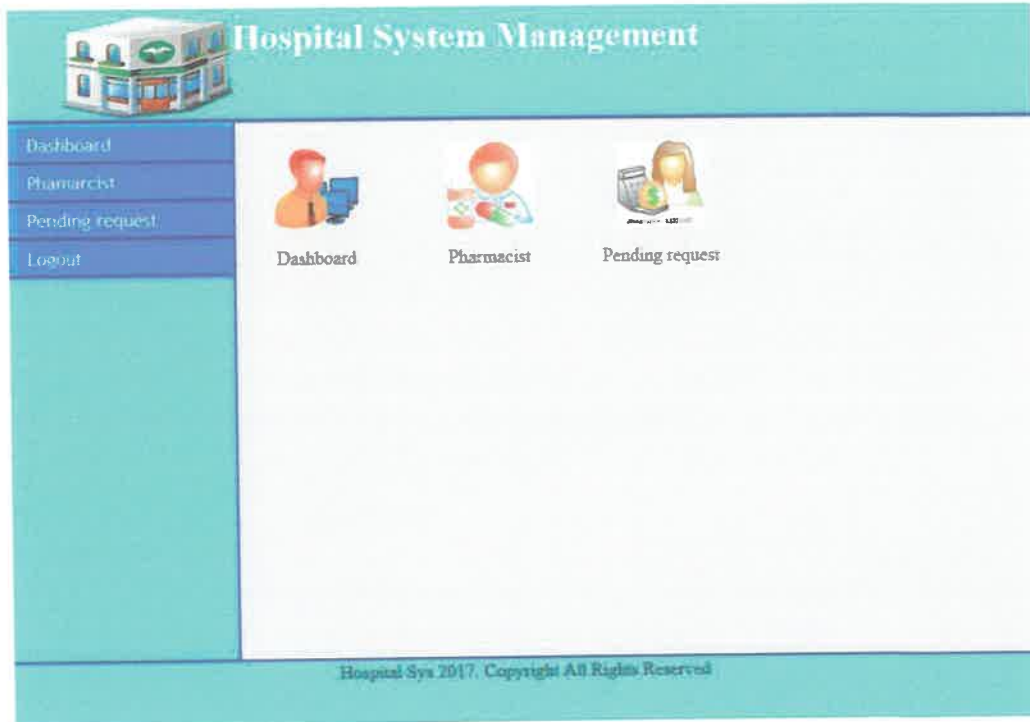 Hospital System Management
Dashboard
Phamarcist
Pending request
Logout
Dashboard
Pharmacist
Pending request
Hospital Sys 2017. Copyright All Rights Reserved